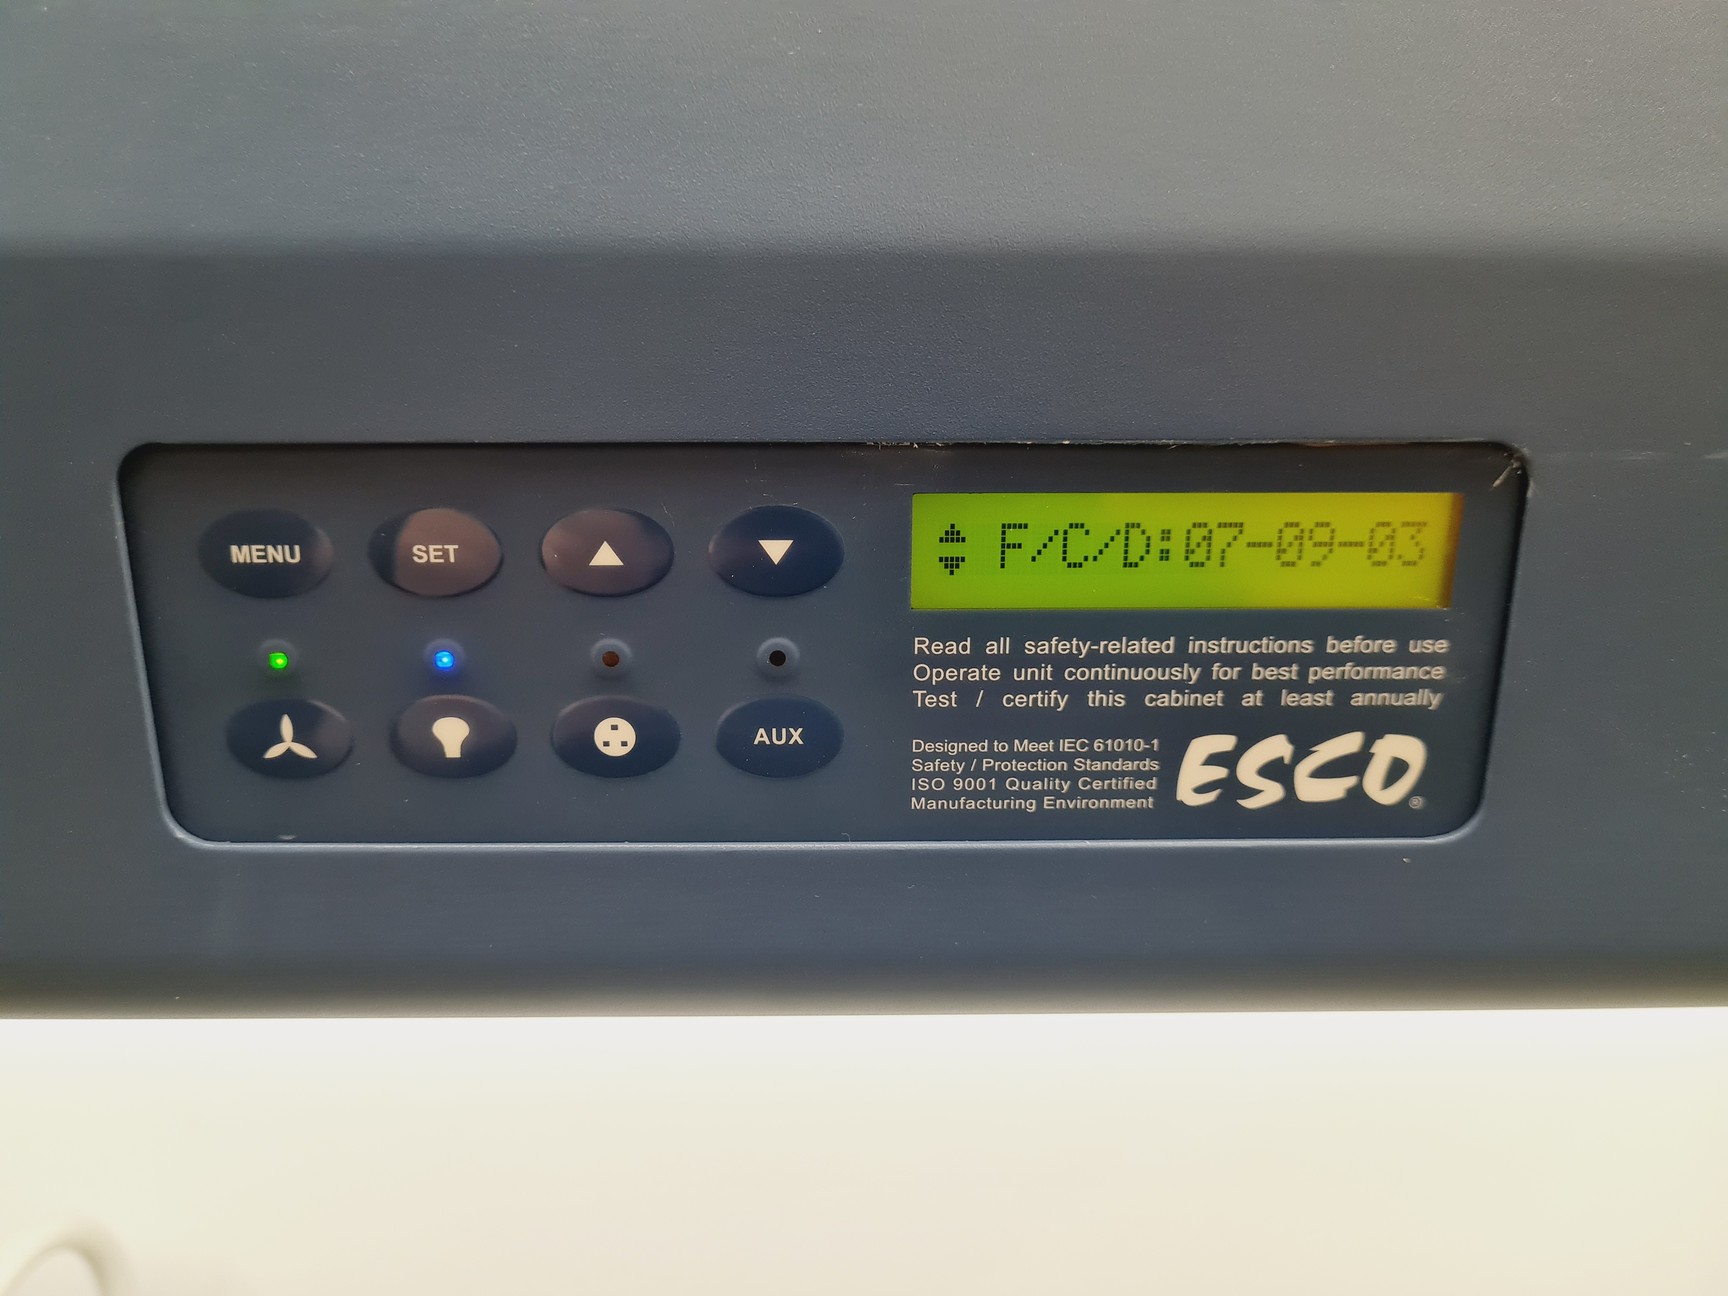 MENU
SET
F/C/D:07-09-03
Read all safety-related instructions before use
Operate unit continuously for best performance
Test / certify this cabinet at least annually
AUX
Designed to Meet IEC 61010-1
Safety / Protection Standards
ISO 9001 Quality Certified
Manufacturing Environment
ESCO®